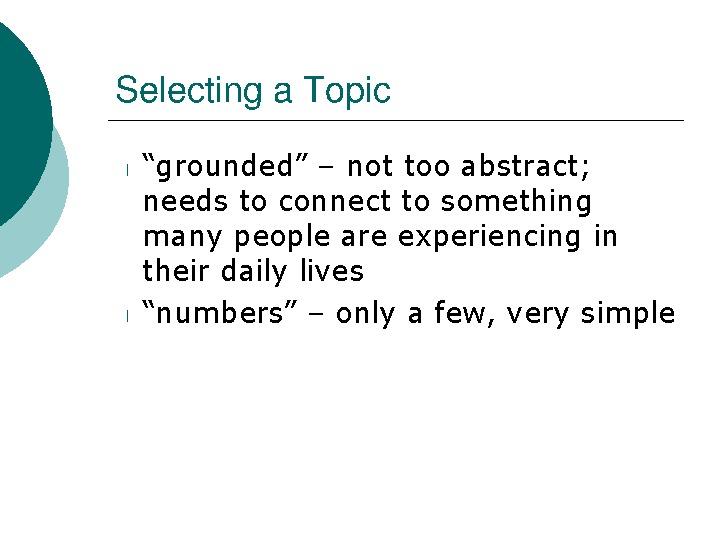 Selecting a Topic
“grounded” – not too abstract;
needs to connect to something
many people are experiencing in
their daily lives
“numbers” – only a few, very simple